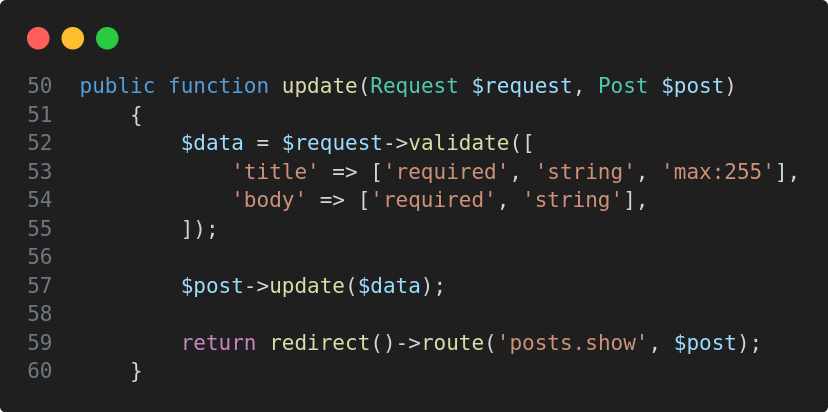 50 public function update(Request $request, Post $post)
51     {
52         $data = $request->validate([
53             'title' => ['required', 'string', 'max:255'],
54             'body' => ['required', 'string'],
55         ]);
56
57         $post->update($data);
58
59         return redirect()->route('posts.show', $post);
60     }